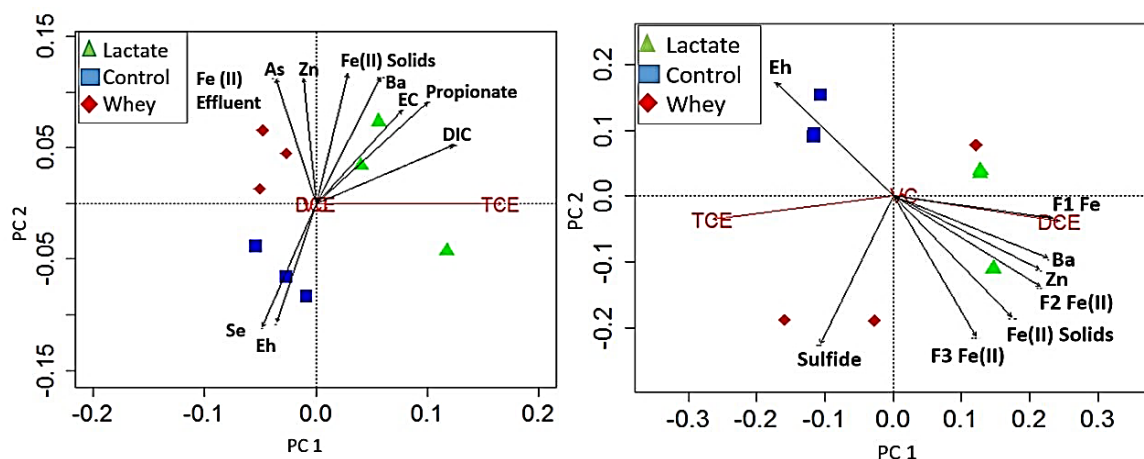 Lactate
Control
Whey
As
Zn
Fe(II) Solids
Fe (II)
Effluent
Ba
EC
Propionate
DIC
TCE
Se
Eh
0.15
0.05
-0.05
-0.15
PC 2
-0.2
-0.1
0.0
0.1
0.2
PC 1
Lactate
Control
Whey
Eh
VC
TCE
F1 Fe
DCE
Ba
Zn
F2 Fe(II)
Fe(II) Solids
F3 Fe(II)
Sulfide
0.2
0.1
0.0
-0.1
-0.2
PC 2
-0.3
-0.2
-0.1
0.0
0.1
0.2
0.3
PC 1